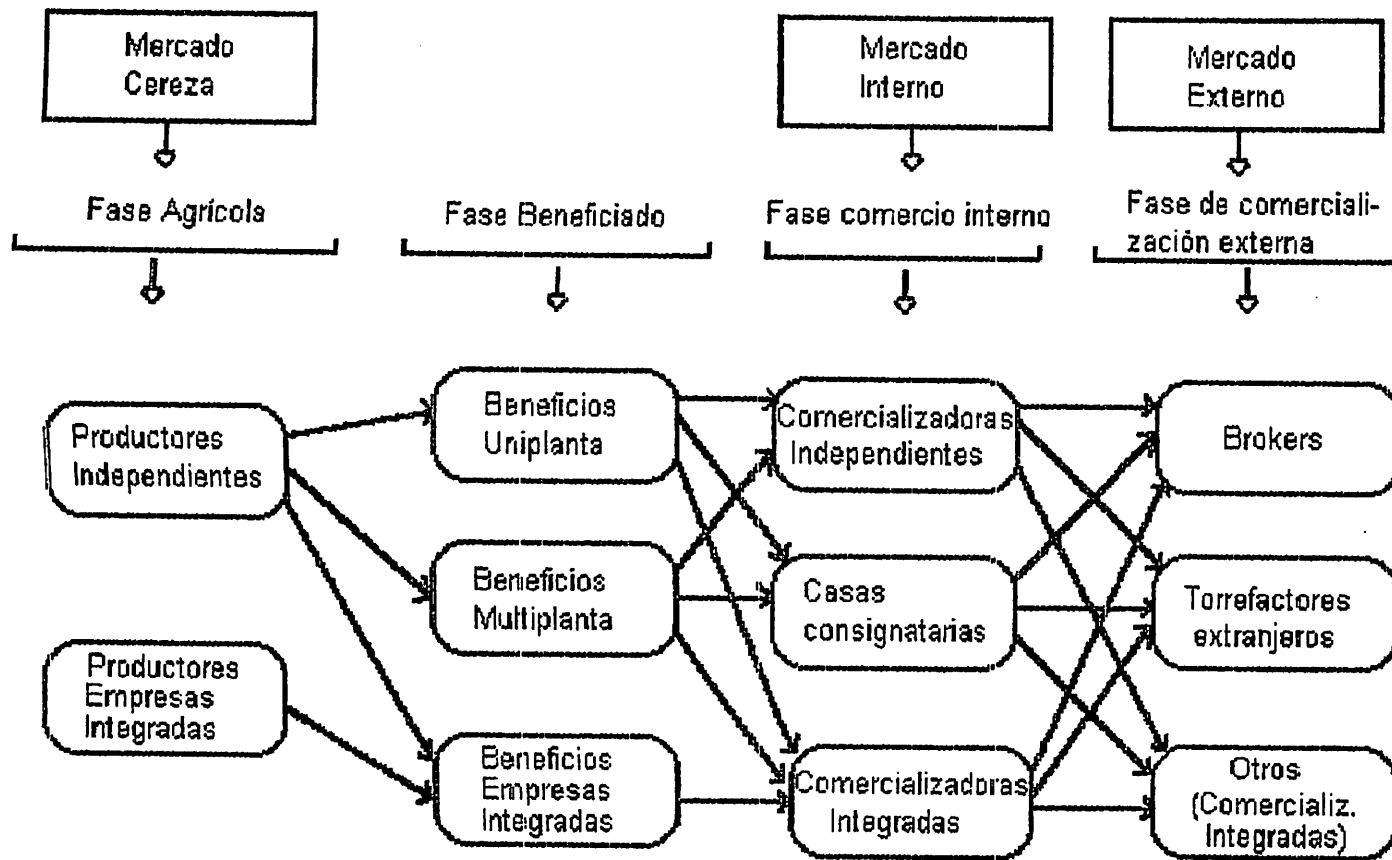 Mercado
Cereza
Mercado
Interno
Mercado
Externo
Fase Agrícola
Fase Beneficiado
Fase comercio interno
Fase de comerciali-
zación externa
Productores
Independientes
Productores
Empresas
Integradas
Beneficios
Uniplanta
Beneficios
Multiplanta
Beneficios
Empresas
Integradas
Comercializadoras
Independientes
Casas
consignatarias
Comercializadoras
Integradas
Brokers
Torrefactores
extranjeros
Otros
(Comercializ.
Integradas)